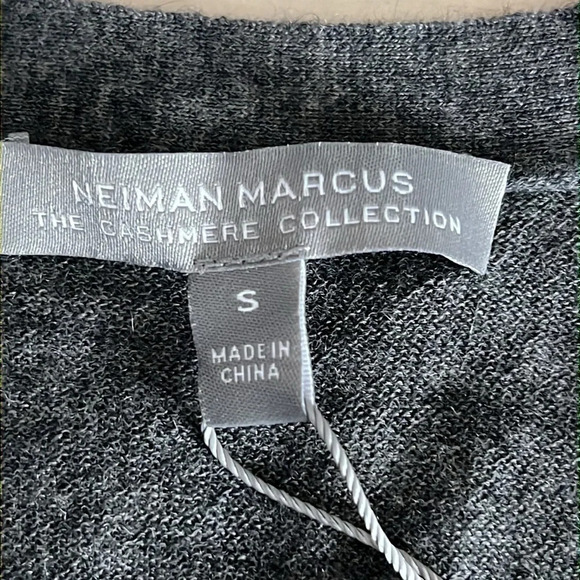 NEIMAN MARCUS
THE CASHMERE COLLECTION
S
MADE IN
CHINA